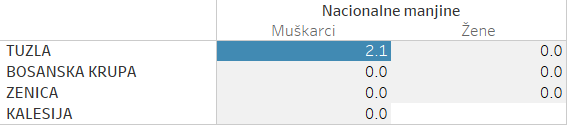 Nacionalne manjine
Muškarci Žene
TUZLA 2.1 0.0
BOSANSKA KRUPA 0.0 0.0
ZENICA 0.0 0.0
KALESIJA 0.0